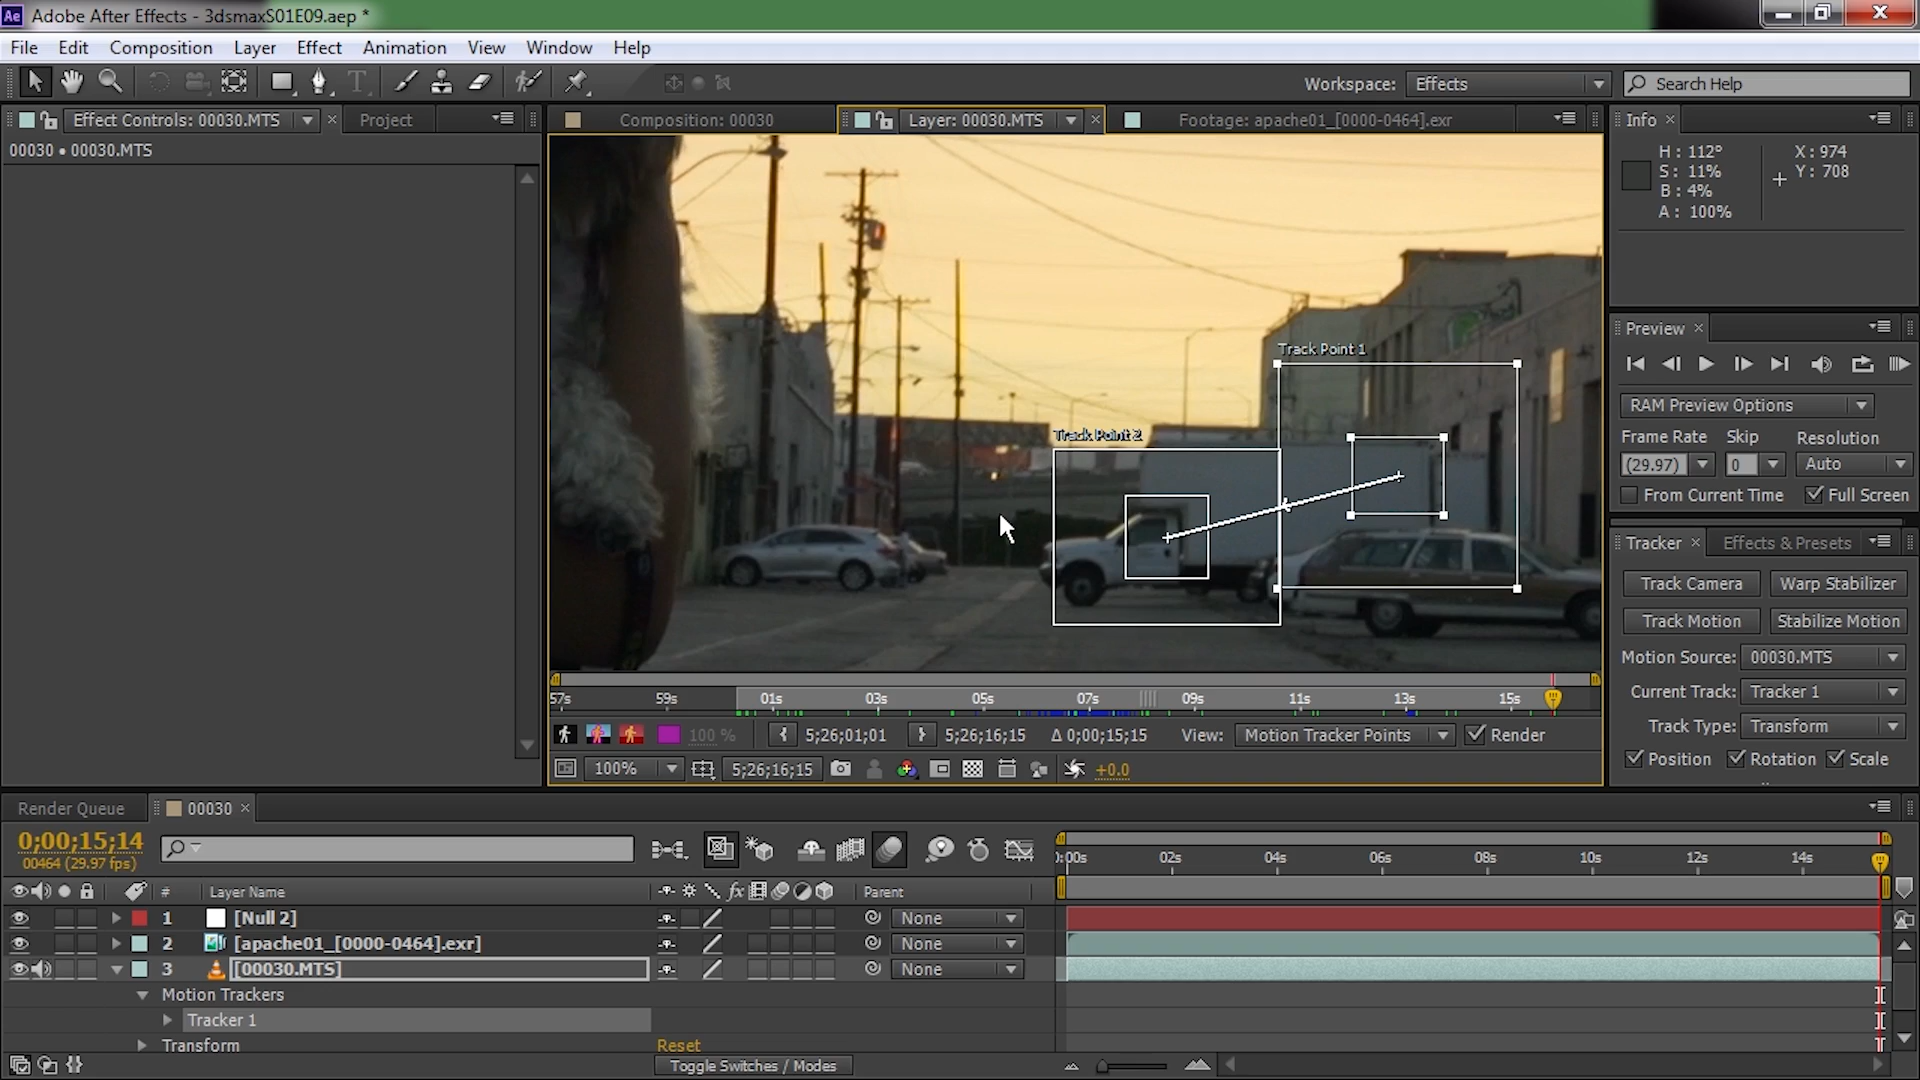 Ae Adobe After Effects - 3dsmaxS01E09.aep *
File Edit Composition Layer Effect Animation View Window Help
Workspace: Effects Search Help
Effect Controls: 00030.MTS × Project
Composition: 00030 Layer: 00030.MTS × Footage: apache01_[0000-0464].exr
Info ×
00030 • 00030.MTS
H : 112°
S : 11%
B : 4%
A : 100%
X : 974
Y : 708
Track Point 1
Track Point 2
Preview ×
RAM Preview Options
Frame Rate Skip Resolution
(29.97) 0 Auto
From Current Time Full Screen
Tracker × Effects & Presets
Track Camera Warp Stabilizer
Track Motion Stabilize Motion
Motion Source: 00030.MTS
Current Track: Tracker 1
Track Type: Transform
Position Rotation Scale
57s 59s 01s 03s 05s 07s 09s 11s 13s 15s
100 % { 5;26;01;01 } 5;26;16;15 Δ 0;00;15;15 View: Motion Tracker Points Render
100% 5;26;16;15 +0.0
Render Queue 00030 ×
0;00;15;14
00464 (29.97 fps)
):00s 02s 04s 06s 08s 10s 12s 14s
# Layer Name fx Parent
1 [Null 2] None
2 [apache01_[0000-0464].exr] None
3 [00030.MTS] None
Motion Trackers
Tracker 1
Transform Reset
Toggle Switches / Modes